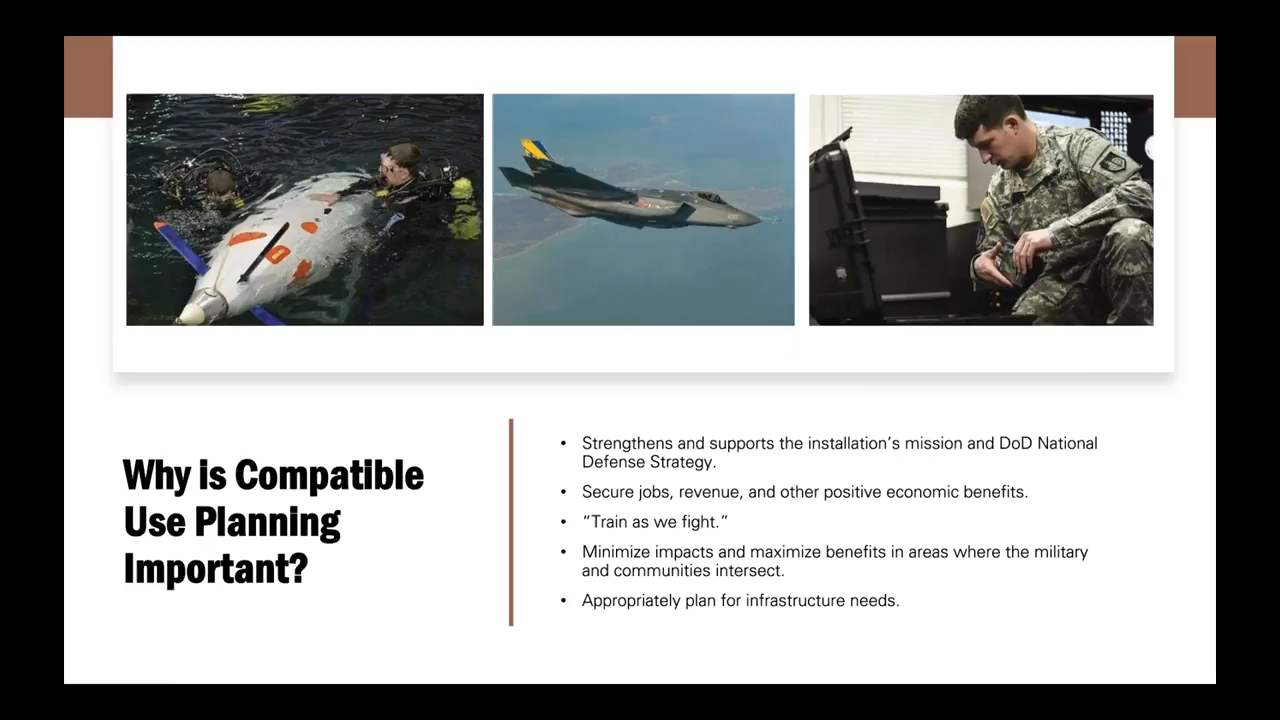 Why is Compatible
Use Planning
Important?
• Strengthens and supports the installation’s mission and DoD National
Defense Strategy.
• Secure jobs, revenue, and other positive economic benefits.
• “Train as we fight.”
• Minimize impacts and maximize benefits in areas where the military
and communities intersect.
• Appropriately plan for infrastructure needs.